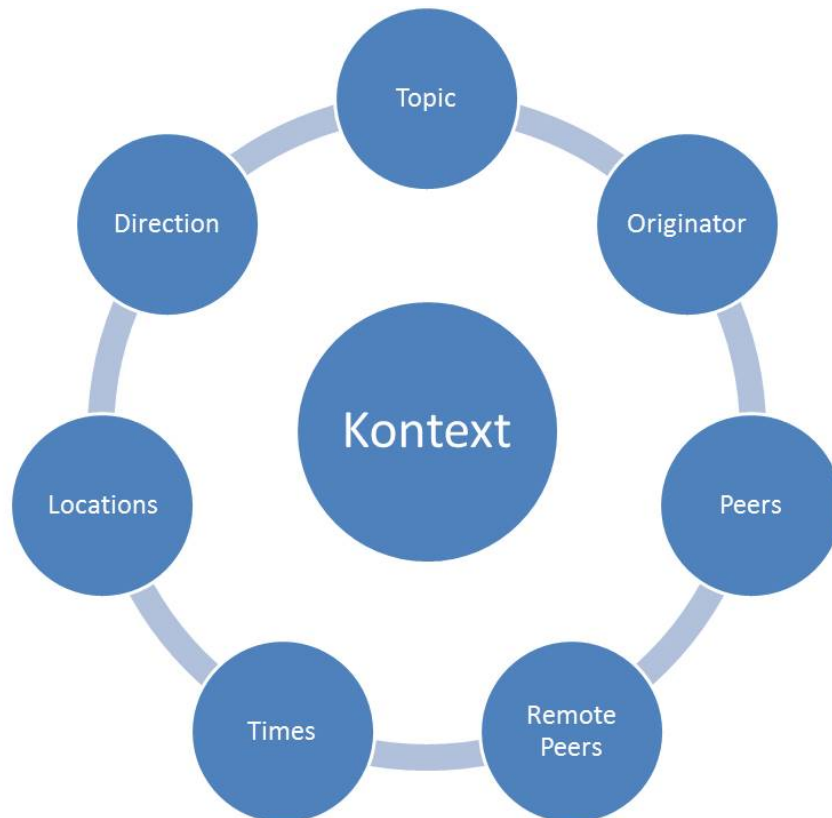 Topic
Originator
Peers
Remote
Peers
Times
Locations
Direction
Kontext